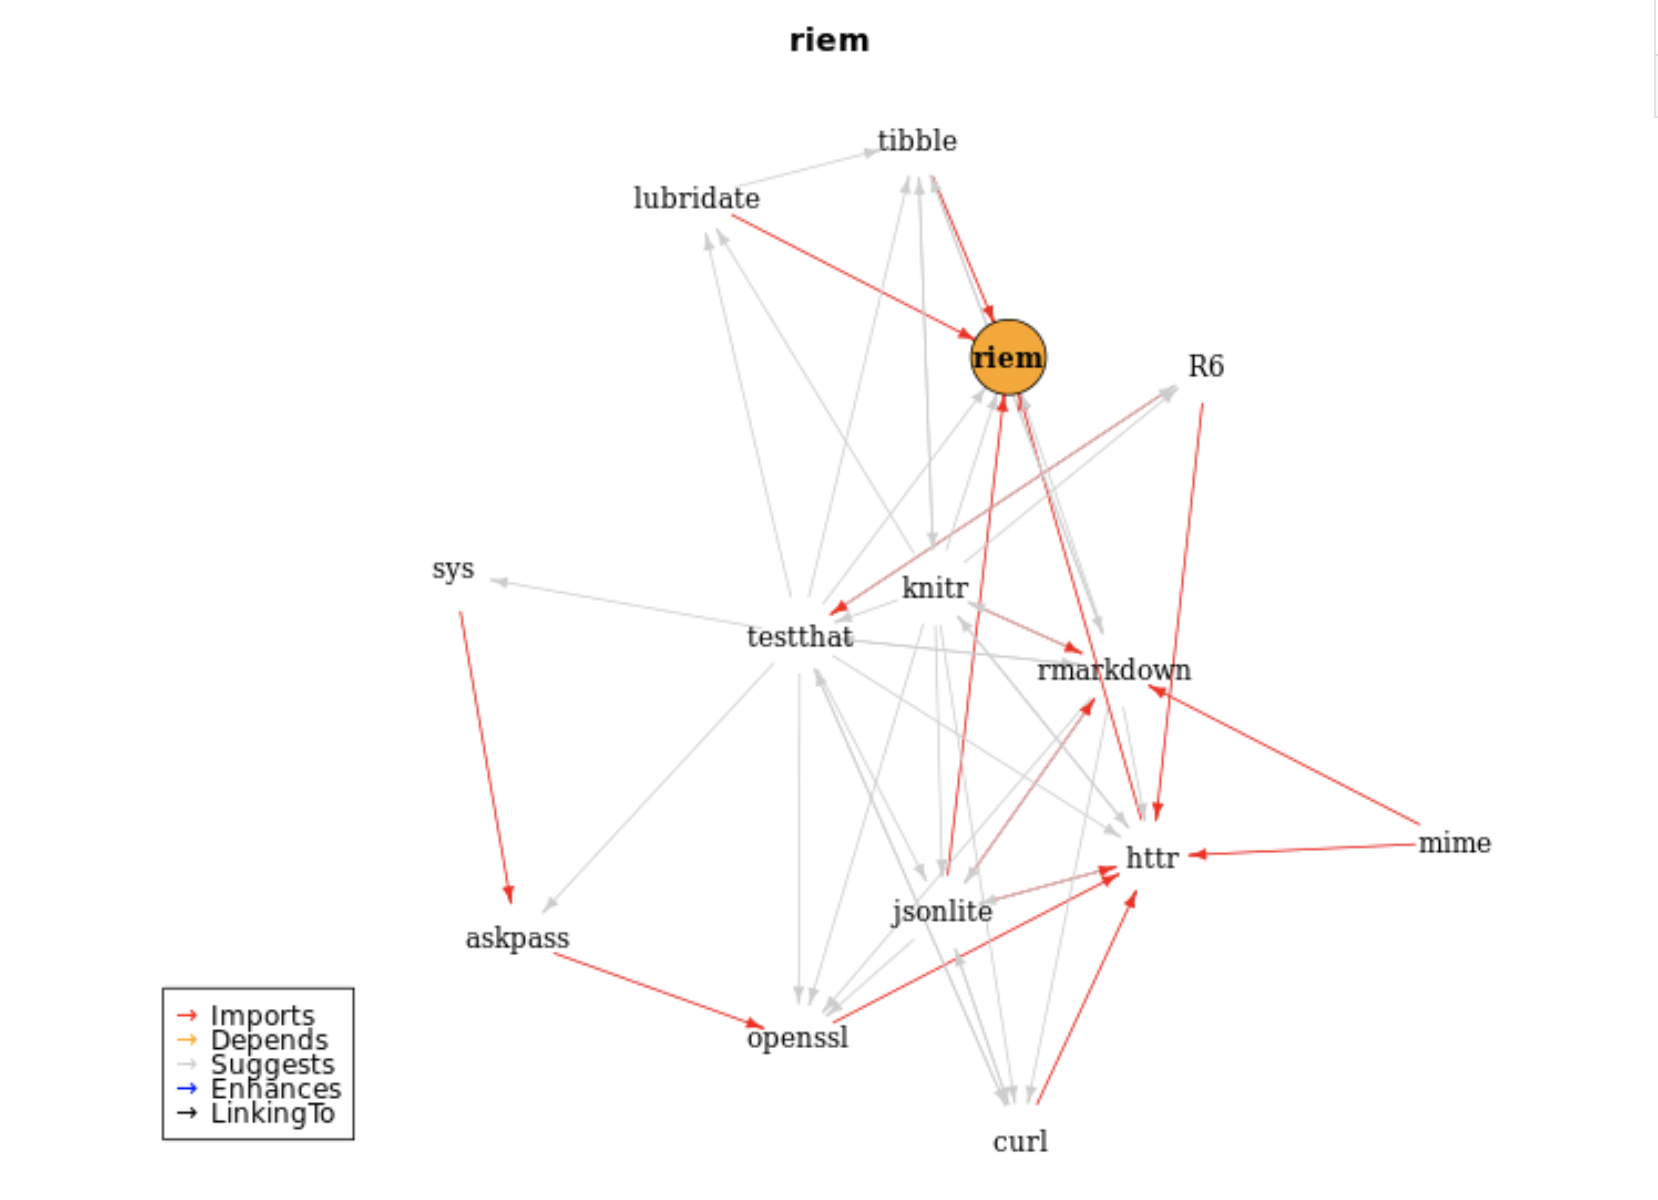 riem
tibble
lubridate
riem
R6
sys
knitr
testthat
rmarkdown
mime
httr
jsonlite
askpass
openssl
curl
→ Imports
→ Depends
→ Suggests
→ Enhances
→ LinkingTo